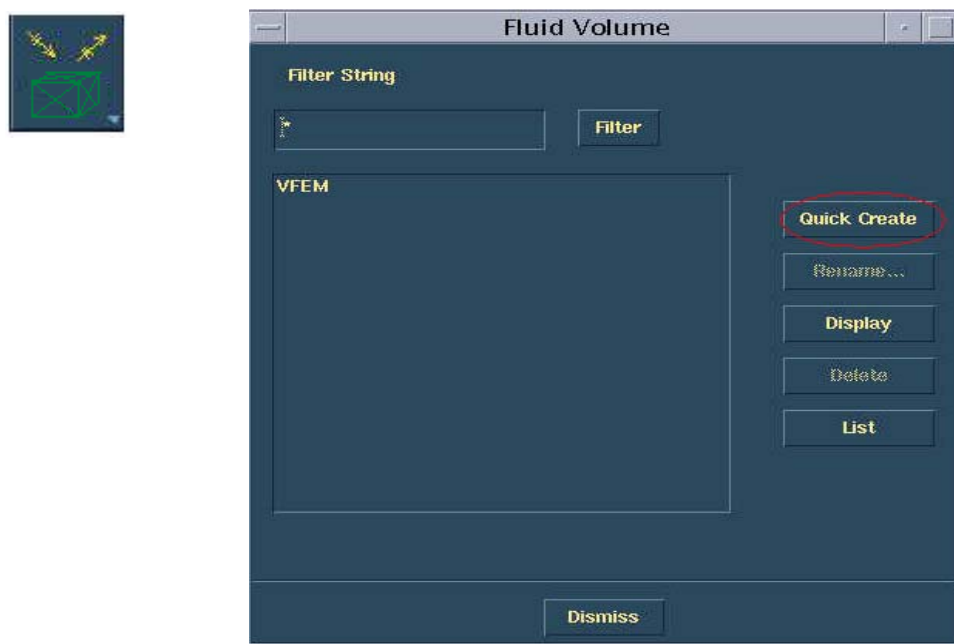 Fluid Volume
Filter String
*
Filter
VFEM
Quick Create
Rename...
Display
Delete
List
Dismiss